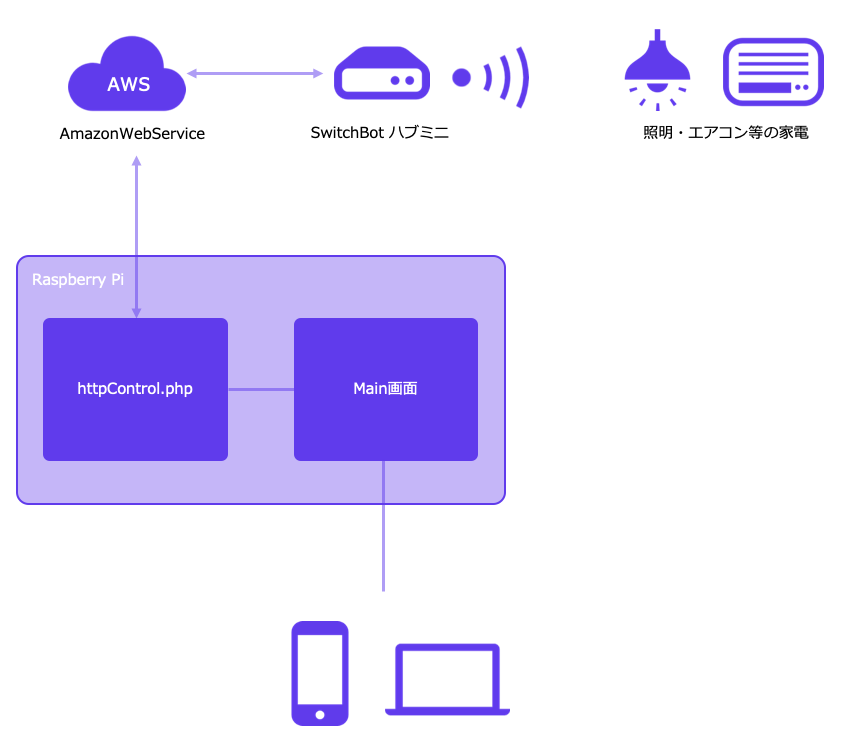 AWS
AmazonWebService
SwitchBot ハブミニ
照明・エアコン等の家電
Raspberry Pi
httpControl.php
Main画面